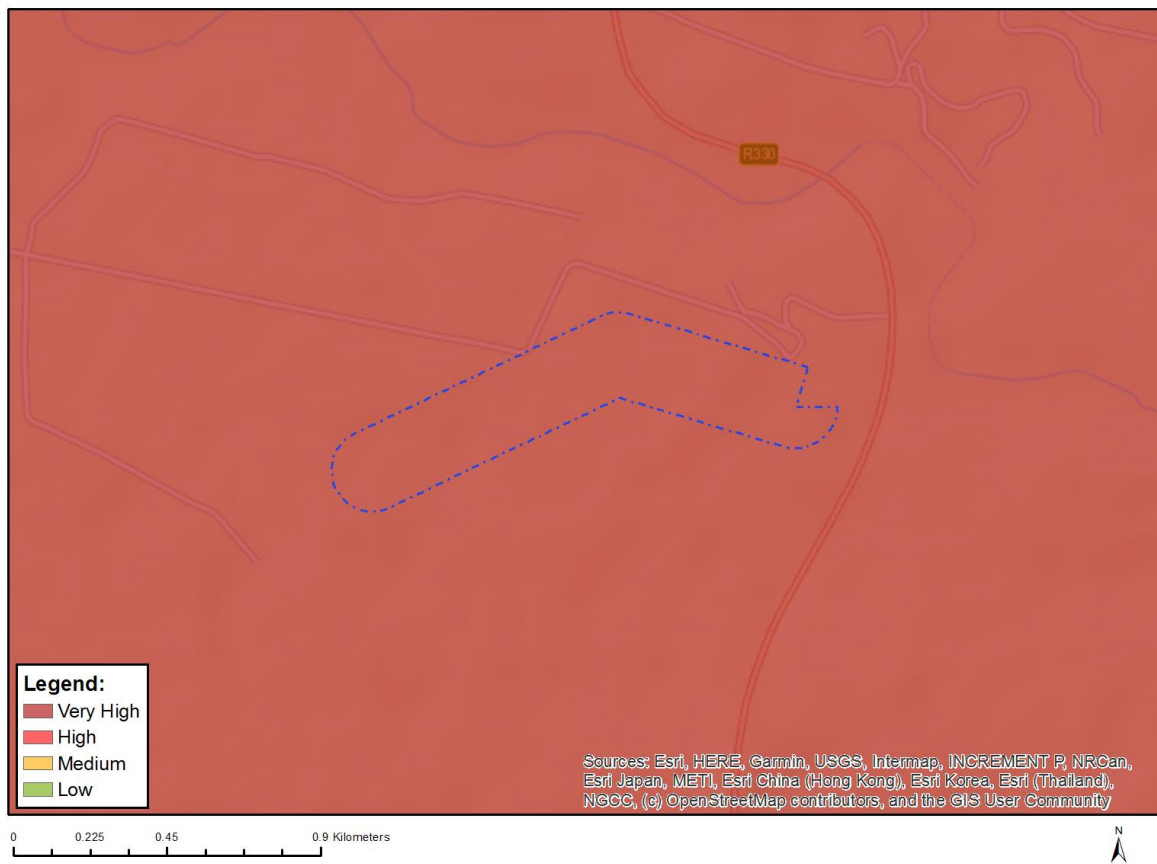 R330
Legend:
Very High
High
Medium
Low
Sources: Esri, HERE, Garmin, USGS, Intermap, INCREMENT P, NRCan,
Esri Japan, METI, Esri China (Hong Kong), Esri Korea, Esri (Thailand),
NGCC, (c) OpenStreetMap contributors, and the GIS User Community
0 0.225 0.45 0.9 Kilometers
N